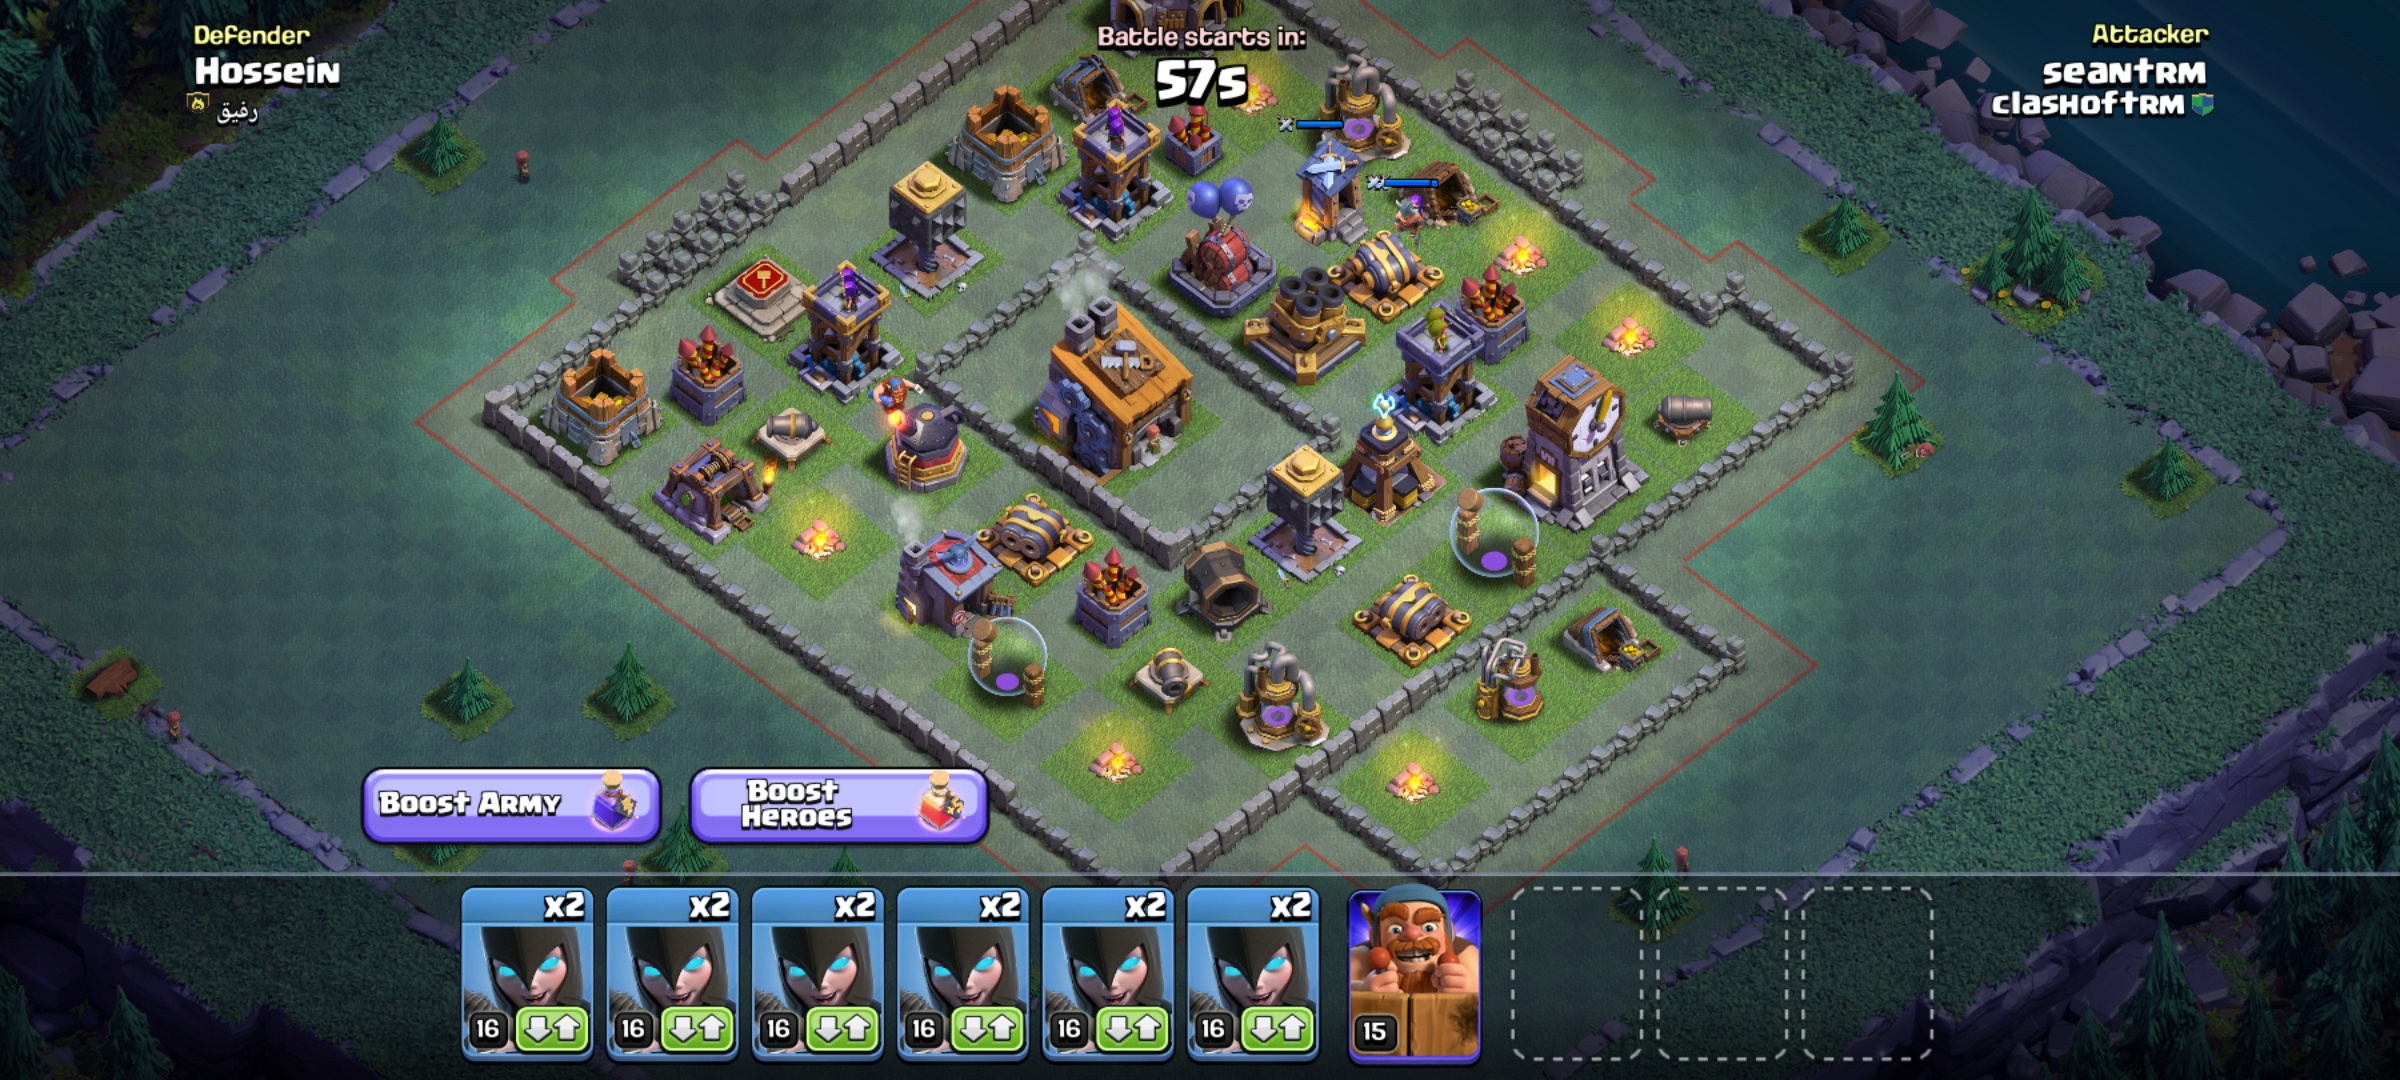 Defender
Hossein
رفیق
Battle starts in:
57s
Attacker
seantRM
clashoftRM
Boost Army
Boost
Heroes
x2
x2
x2
x2
x2
x2
16
16
16
16
16
16
15